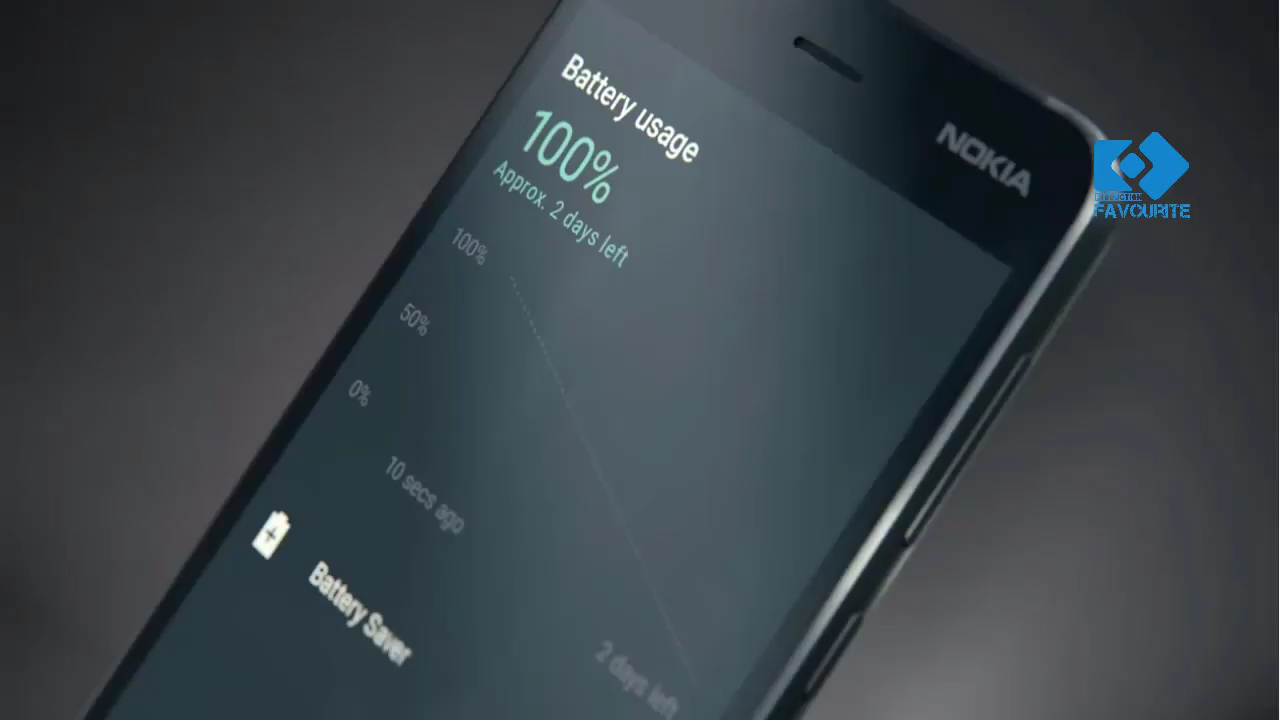 Battery usage
100%
Approx. 2 days left
100%
50%
0%
10 secs ago
2 days left
Battery Saver
NOKIA
FAVOURITE